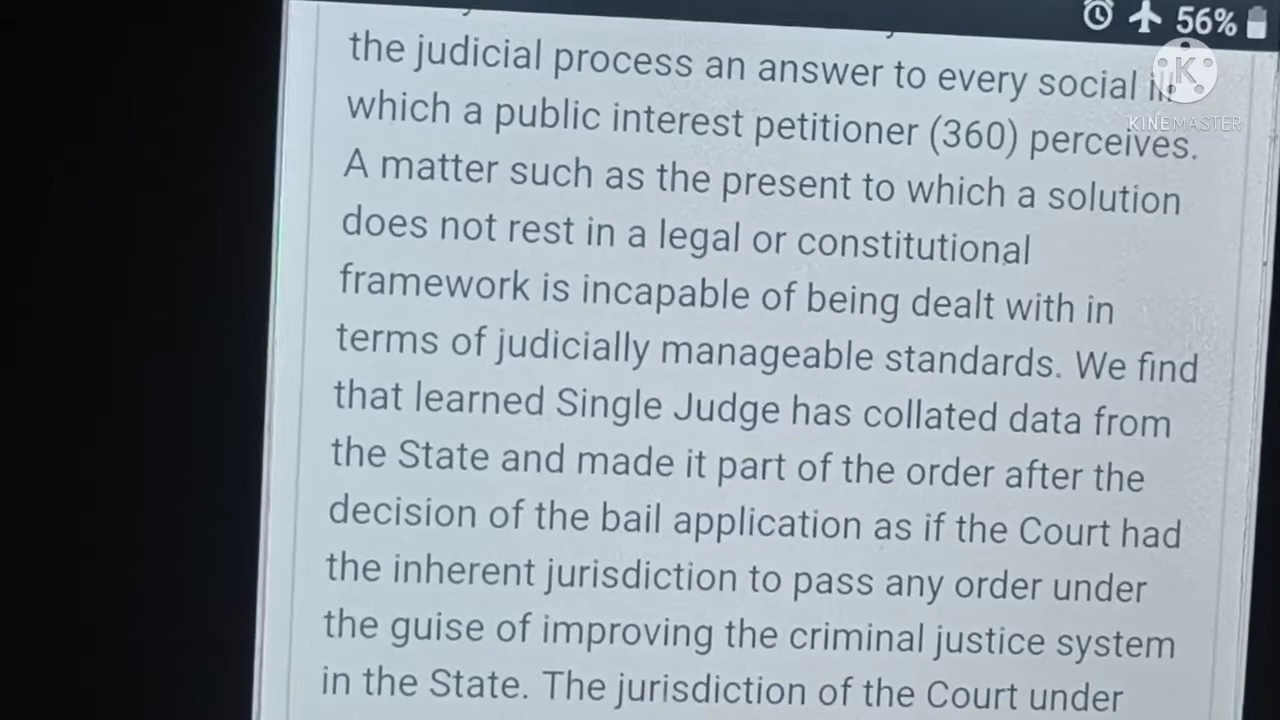 56%
the judicial process an answer to every social ill
KINEMASTER
which a public interest petitioner (360) perceives.
A matter such as the present to which a solution
does not rest in a legal or constitutional
framework is incapable of being dealt with in
terms of judicially manageable standards. We find
that learned Single Judge has collated data from
the State and made it part of the order after the
decision of the bail application as if the Court had
the inherent jurisdiction to pass any order under
the guise of improving the criminal justice system
in the State. The jurisdiction of the Court under